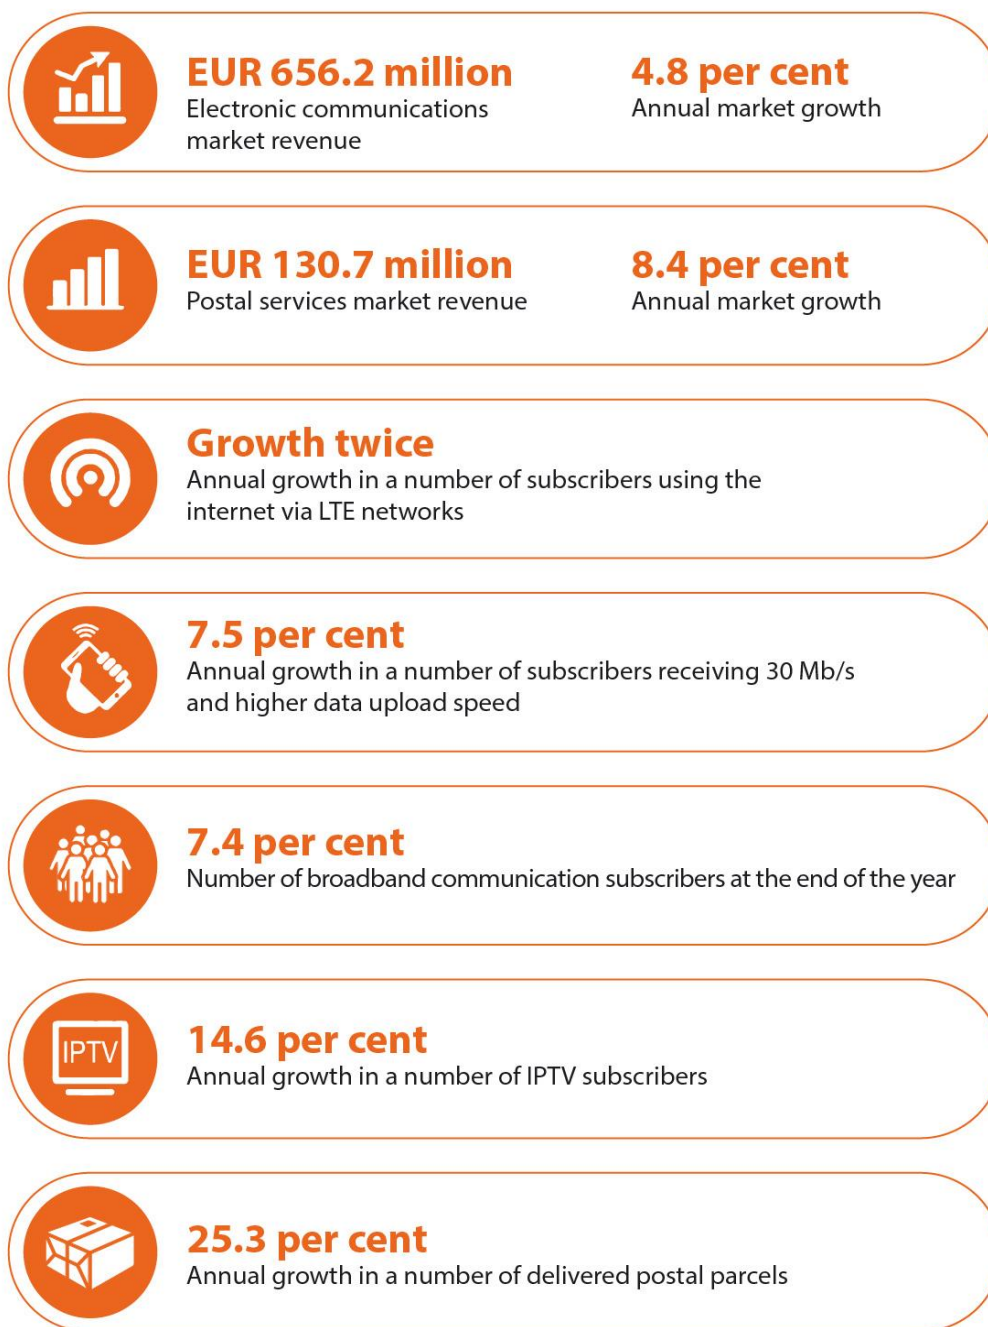 EUR 656.2 million
Electronic communications
market revenue
4.8 per cent
Annual market growth
EUR 130.7 million
Postal services market revenue
8.4 per cent
Annual market growth
Growth twice
Annual growth in a number of subscribers using the
internet via LTE networks
7.5 per cent
Annual growth in a number of subscribers receiving 30 Mb/s
and higher data upload speed
7.4 per cent
Number of broadband communication subscribers at the end of the year
IPTV
14.6 per cent
Annual growth in a number of IPTV subscribers
25.3 per cent
Annual growth in a number of delivered postal parcels